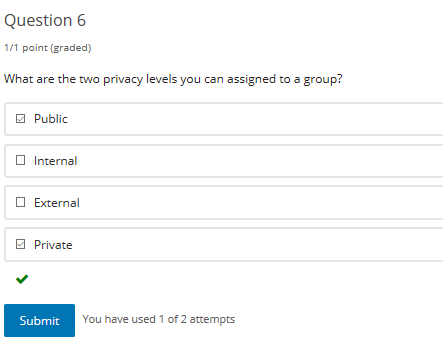 Question 6
1/1 point (graded)
What are the two privacy levels you can assigned to a group?
Public
Internal
External
Private
Submit You have used 1 of 2 attempts